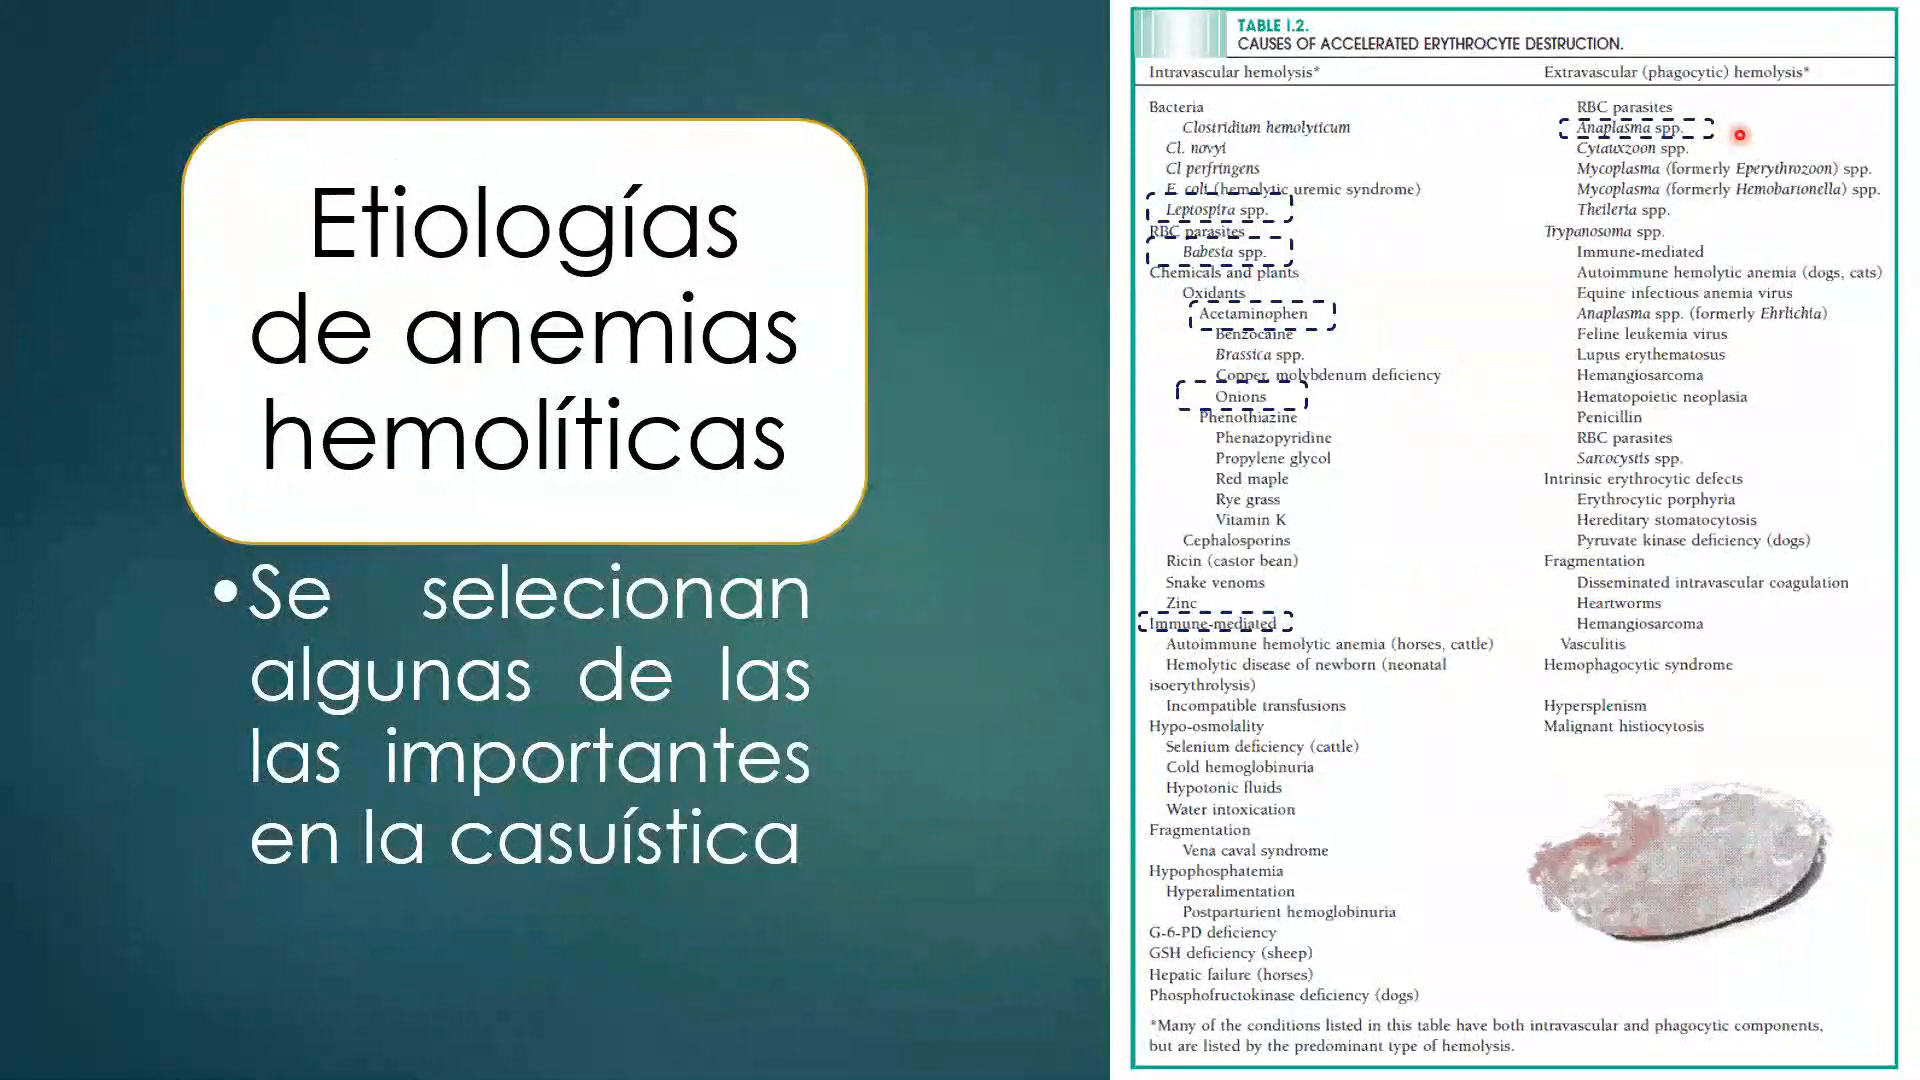 Etiologías
de anemias
hemolíticas
•Se selecionan
algunas de las
las importantes
en la casuística
TABLE 1.2.
CAUSES OF ACCELERATED ERYTHROCYTE DESTRUCTION.
Intravascular hemolysis*
Bacteria
Clostridium hemolyticum
Cl. novyi
Cl perfringens
E. coli (hemolytic uremic syndrome)
Leptospira spp.
RBC parasites
Babesia spp.
Chemicals and plants
Oxidants
Acetaminophen
Benzocaine
Brassica spp.
Copper, molybdenum deficiency
Onions
Phenothiazine
Phenazopyridine
Propylene glycol
Red maple
Rye grass
Vitamin K
Cephalosporins
Ricin (castor bean)
Snake venoms
Zinc
Immune-mediated
Autoimmune hemolytic anemia (horses, cattle)
Hemolytic disease of newborn (neonatal
isoerythrolysis)
Incompatible transfusions
Hypo-osmolality
Selenium deficiency (cattle)
Cold hemoglobinuria
Hypotonic fluids
Water intoxication
Fragmentation
Vena caval syndrome
Hypophosphatemia
Hyperalimentation
Postparturient hemoglobinuria
G-6-PD deficiency
GSH deficiency (sheep)
Hepatic failure (horses)
Phosphofructokinase deficiency (dogs)
Extravascular (phagocytic) hemolysis*
RBC parasites
Anaplasma spp.
Cytauxzoon spp.
Mycoplasma (formerly Eperythrozoon) spp.
Mycoplasma (formerly Hemobartonella) spp.
Theileria spp.
Trypanosoma spp.
Immune-mediated
Autoimmune hemolytic anemia (dogs, cats)
Equine infectious anemia virus
Anaplasma spp. (formerly Ehrlichia)
Feline leukemia virus
Lupus erythematosus
Hemangiosarcoma
Hematopoietic neoplasia
Penicillin
RBC parasites
Sarcocystis spp.
Intrinsic erythrocytic defects
Erythrocytic porphyria
Hereditary stomatocytosis
Pyruvate kinase deficiency (dogs)
Fragmentation
Disseminated intravascular coagulation
Heartworms
Hemangiosarcoma
Vasculitis
Hemophagocytic syndrome
Hypersplenism
Malignant histiocytosis
*Many of the conditions listed in this table have both intravascular and phagocytic components,
but are listed by the predominant type of hemolysis.